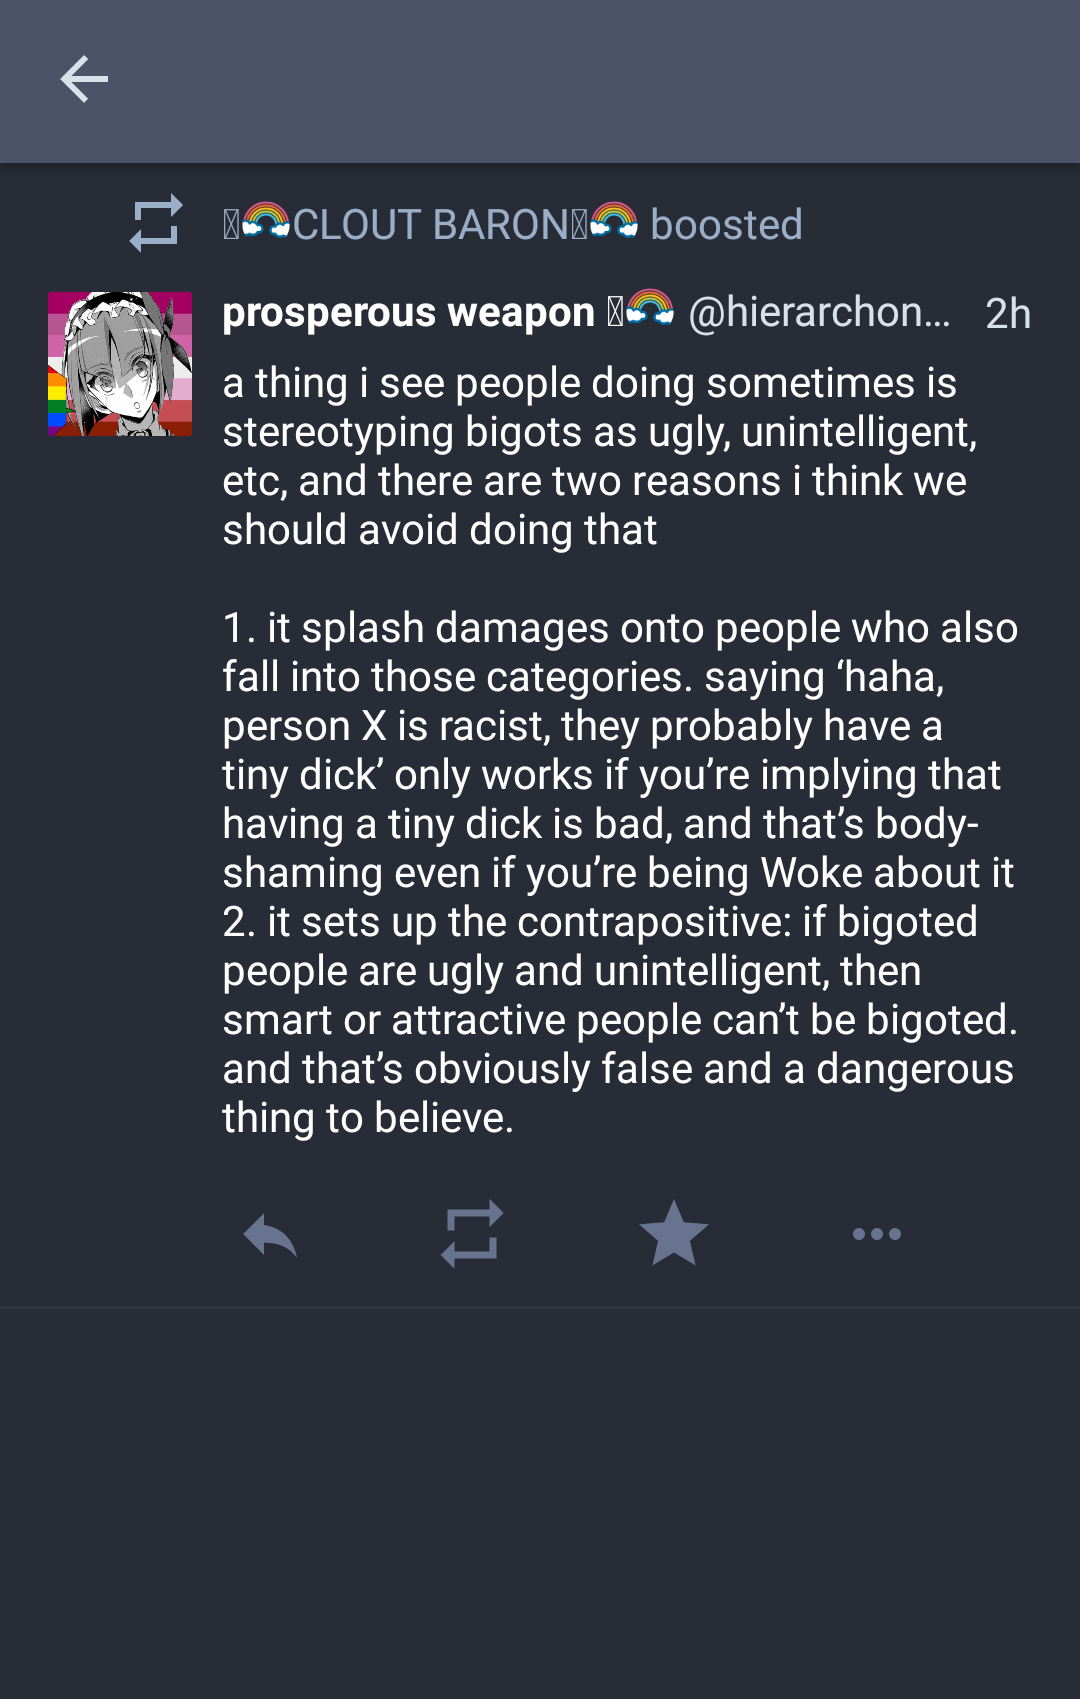 🌈CLOUT BARON🌈 boosted
prosperous weapon 🌈 @hierarchon… 2h
a thing i see people doing sometimes is
stereotyping bigots as ugly, unintelligent,
etc, and there are two reasons i think we
should avoid doing that
1. it splash damages onto people who also
fall into those categories. saying ‘haha,
person X is racist, they probably have a
tiny dick’ only works if you’re implying that
having a tiny dick is bad, and that’s body-
shaming even if you’re being Woke about it
2. it sets up the contrapositive: if bigoted
people are ugly and unintelligent, then
smart or attractive people can’t be bigoted.
and that’s obviously false and a dangerous
thing to believe.